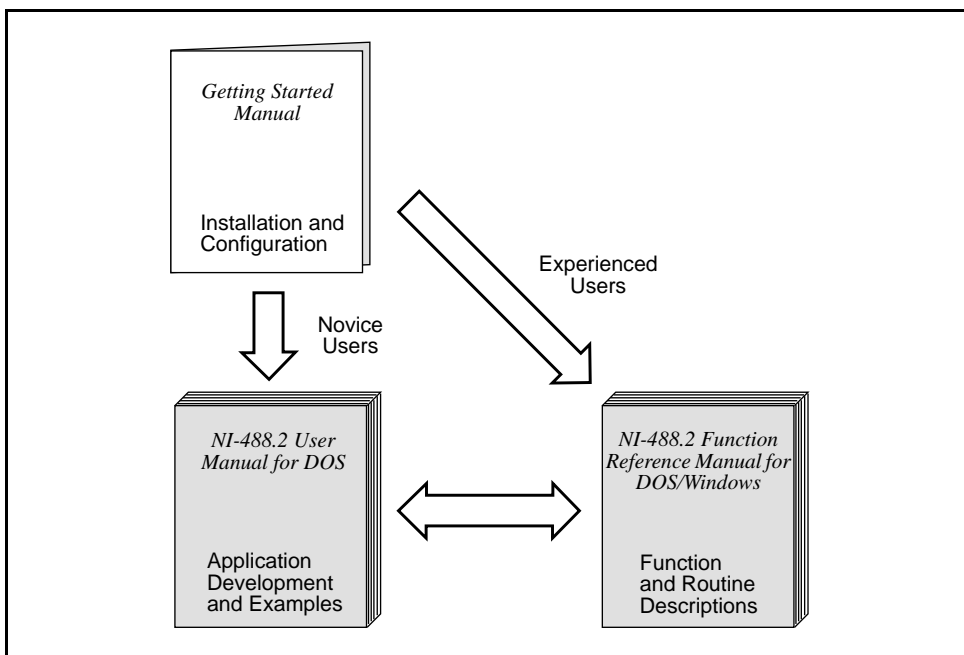 Getting Started
Manual
Installation and
Configuration
Experienced
Users
Novice
Users
NI-488.2 User
Manual for DOS
Application
Development
and Examples
NI-488.2 Function
Reference Manual for
DOS/Windows
Function
and Routine
Descriptions